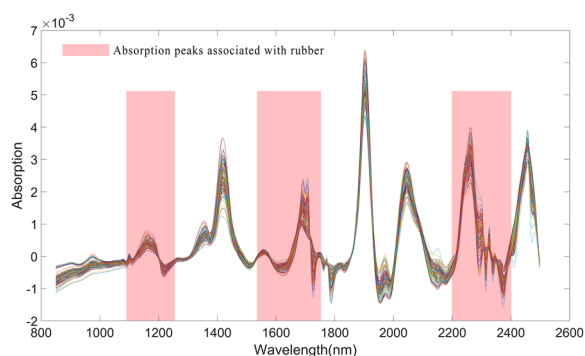 ×10⁻³
7
6
5
4
3
2
1
0
-1
-2
Absorption peaks associated with rubber
Absorption
800 1000 1200 1400 1600 1800 2000 2200 2400 2600
Wavelength(nm)